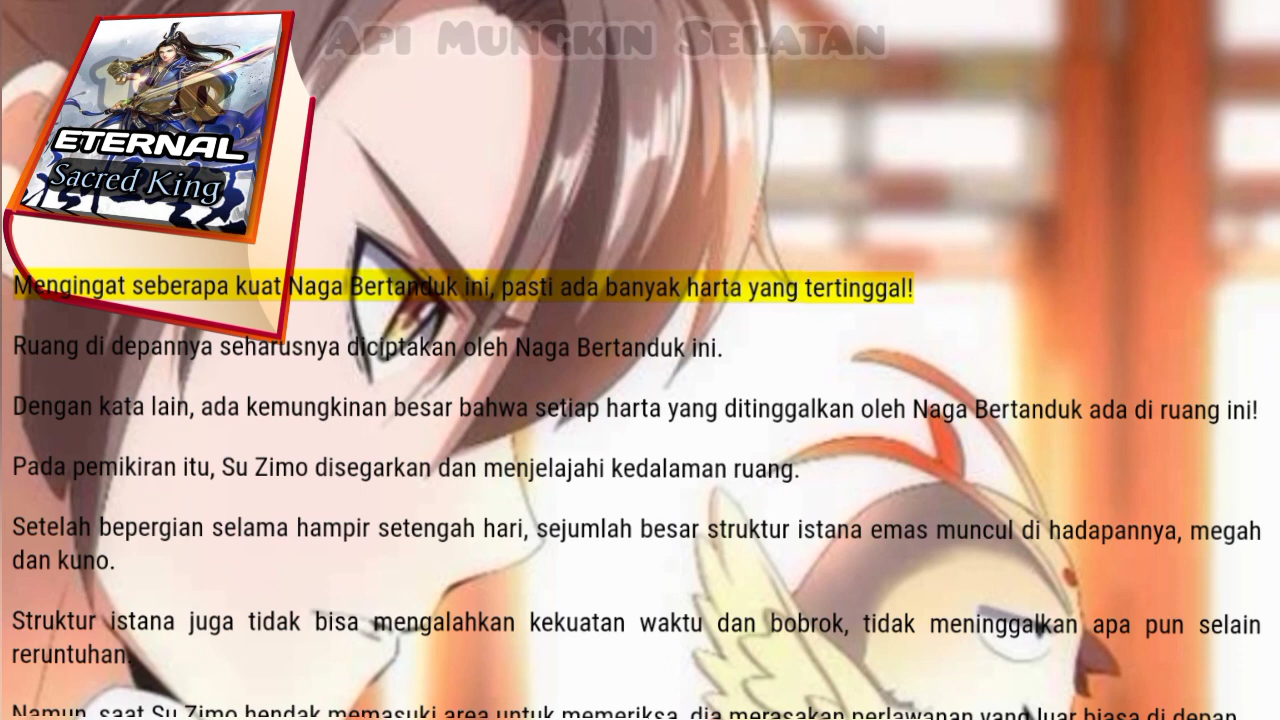 Api Mungkin Selatan
ETERNAL
Sacred King
Mengingat seberapa kuat Naga Bertanduk ini, pasti ada banyak harta yang tertinggal!
Ruang di depannya seharusnya diciptakan oleh Naga Bertanduk ini.
Dengan kata lain, ada kemungkinan besar bahwa setiap harta yang ditinggalkan oleh Naga Bertanduk ada di ruang ini!
Pada pemikiran itu, Su Zimo disegarkan dan menjelajahi kedalaman ruang.
Setelah bepergian selama hampir setengah hari, sejumlah besar struktur istana emas muncul di hadapannya, megah
dan kuno.
Struktur istana juga tidak bisa mengalahkan kekuatan waktu dan bobrok, tidak meninggalkan apa pun selain
reruntuhan.
Namun, saat Su Zimo hendak memasuki area untuk memeriksa, dia merasakan perlawanan yang luar biasa di depan